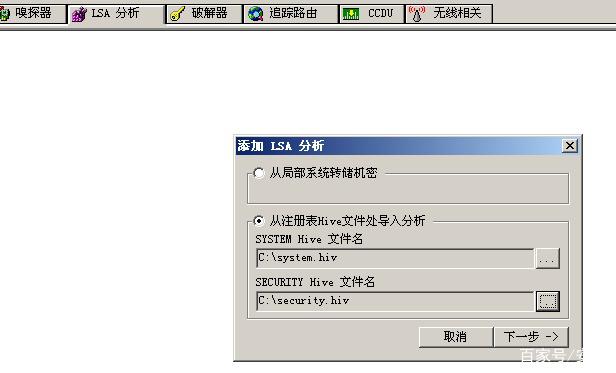 嗅探器 LSA 分析 破解器 追踪路由 CCDU 无线相关
添加 LSA 分析
从局部系统转储机密
从注册表Hive文件处导入分析
SYSTEM Hive 文件名
C:\system.hiv ...
SECURITY Hive 文件名
C:\security.hiv ...
取消 下一步 ->
百家号/